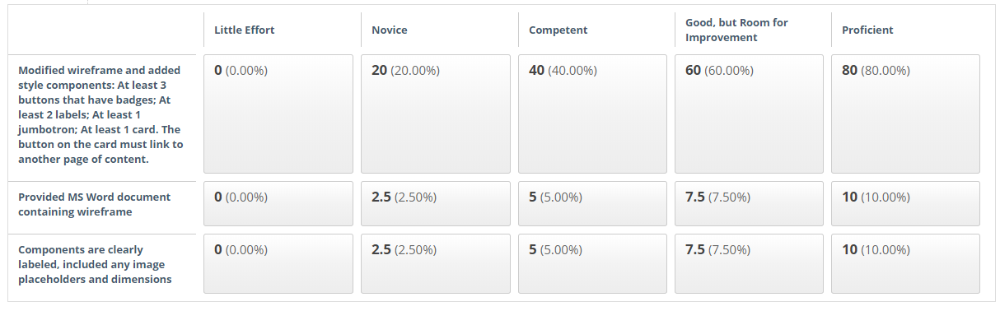 Little Effort
Novice
Competent
Good, but Room for
Improvement
Proficient
Modified wireframe and added
style components: At least 3
buttons that have badges; At
least 2 labels; At least 1
jumbotron; At least 1 card. The
button on the card must link to
another page of content.
0 (0.00%)
20 (20.00%)
40 (40.00%)
60 (60.00%)
80 (80.00%)
Provided MS Word document
containing wireframe
0 (0.00%)
2.5 (2.50%)
5 (5.00%)
7.5 (7.50%)
10 (10.00%)
Components are clearly
labeled, included any image
placeholders and dimensions
0 (0.00%)
2.5 (2.50%)
5 (5.00%)
7.5 (7.50%)
10 (10.00%)